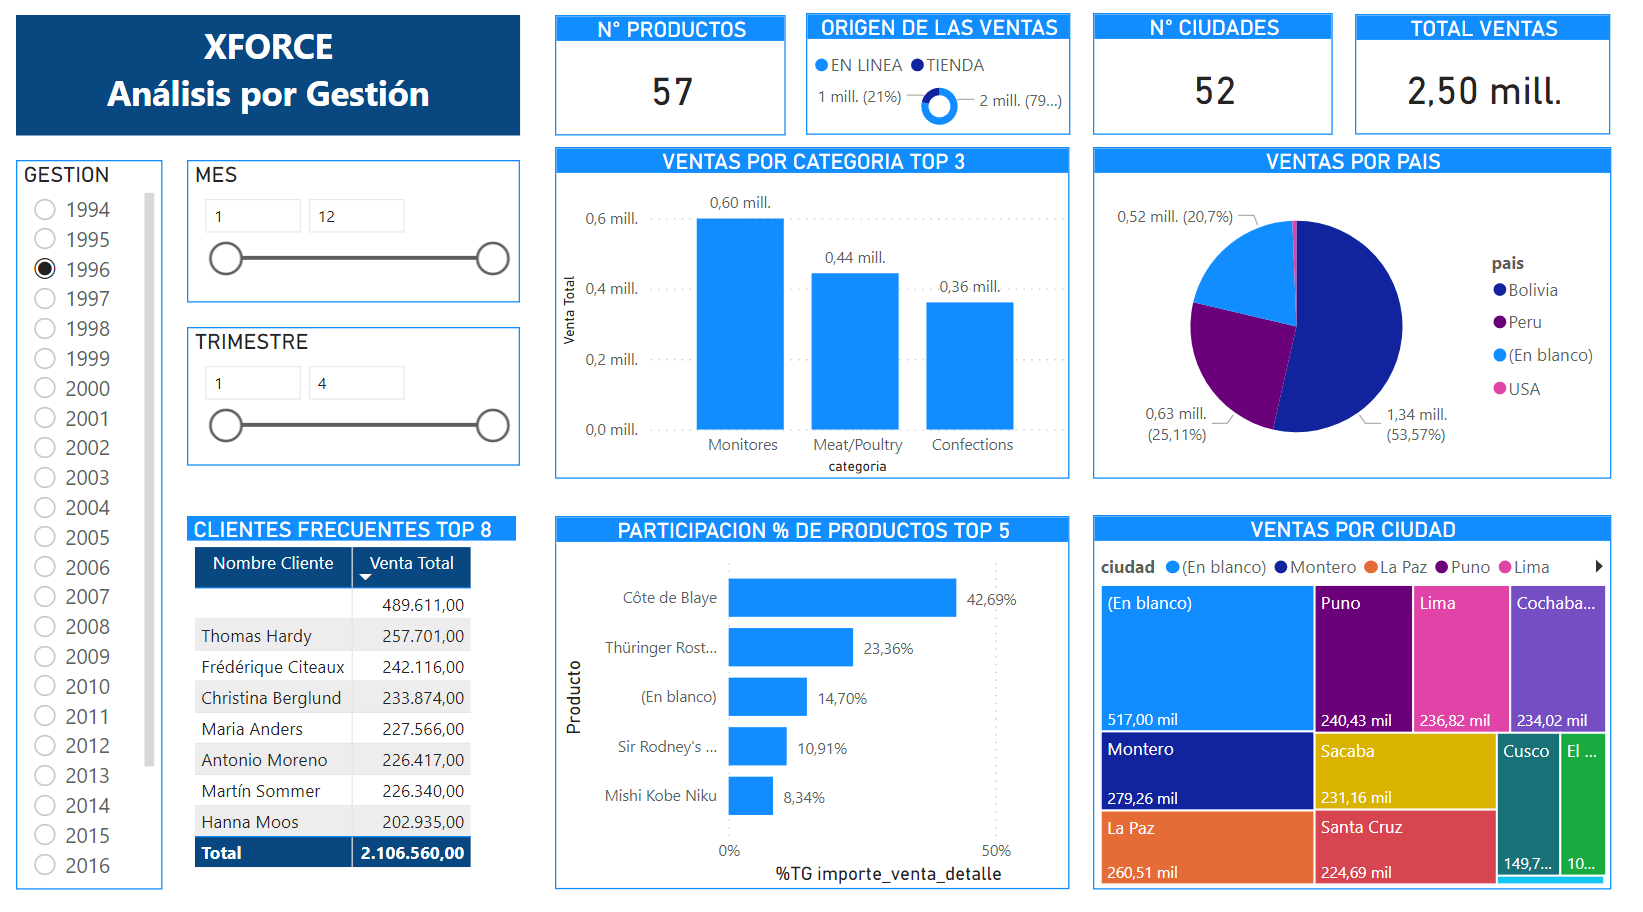 XFORCE
Análisis por Gestión
N° PRODUCTOS
57
ORIGEN DE LAS VENTAS
EN LINEA TIENDA
1 mill. (21%)
2 mill. (79...)
N° CIUDADES
52
TOTAL VENTAS
2,50 mill.
GESTION
1994
1995
1996
1997
1998
1999
2000
2001
2002
2003
2004
2005
2006
2007
2008
2009
2010
2011
2012
2013
2014
2015
2016
MES
1 12
TRIMESTRE
1 4
VENTAS POR CATEGORIA TOP 3
Venta Total
0,6 mill.
0,4 mill.
0,2 mill.
0,0 mill.
0,60 mill.
0,44 mill.
0,36 mill.
Monitores Meat/Poultry Confections
categoria
VENTAS POR PAIS
0,52 mill. (20,7%)
0,63 mill.
(25,11%)
1,34 mill.
(53,57%)
pais
Bolivia
Peru
(En blanco)
USA
CLIENTES FRECUENTES TOP 8
Nombre Cliente Venta Total
489.611,00
Thomas Hardy 257.701,00
Frédérique Citeaux 242.116,00
Christina Berglund 233.874,00
Maria Anders 227.566,00
Antonio Moreno 226.417,00
Martín Sommer 226.340,00
Hanna Moos 202.935,00
Total 2.106.560,00
PARTICIPACION % DE PRODUCTOS TOP 5
Producto
Côte de Blaye 42,69%
Thüringer Rost... 23,36%
(En blanco) 14,70%
Sir Rodney's ... 10,91%
Mishi Kobe Niku 8,34%
0% 50%
%TG importe_venta_detalle
VENTAS POR CIUDAD
ciudad (En blanco) Montero La Paz Puno Lima
(En blanco)
517,00 mil
Montero
279,26 mil
La Paz
260,51 mil
Puno
240,43 mil
Lima
236,82 mil
Cochaba...
234,02 mil
Sacaba
231,16 mil
Santa Cruz
224,69 mil
Cusco
149,7...
El ...
10...